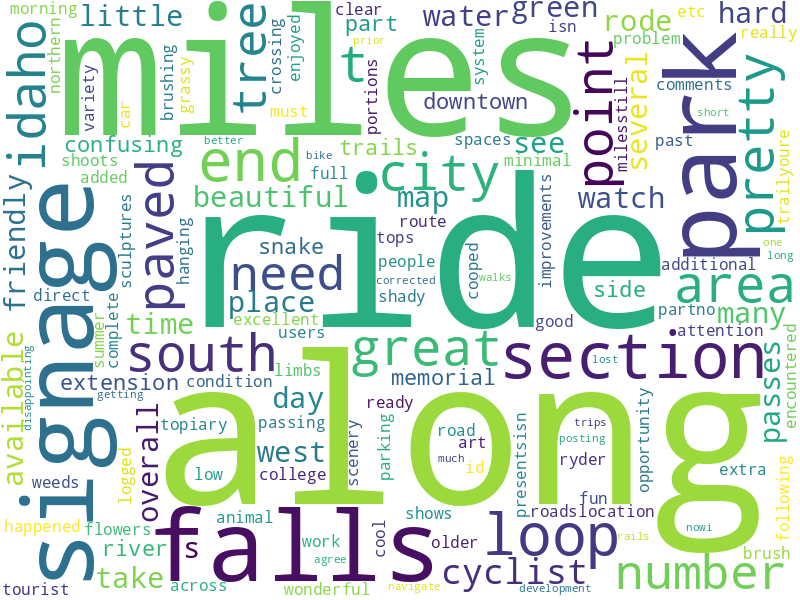 morning
little
tree
miles
t
clear
part
water
green
isn
rode
hard
etc
really
problem
prior
northern
idaho
variety
car
brushing
grassy
crossing
enjoyed
must
portions
downtown
system
point
milesstill
several
park
comments
short
pretty
past
trailyoure
confusing
shoots
added
better
bike
full
end
trails
spaces
see
minimal
city
beautiful
map
watch
friendly
signage
sculptures
paved
hanging
ride
route
tops
people
corrected
shady
snake
need
place
cooped
walks
improvements
side
additional
area
one
long
direct
complete
summer
time
excellent
users
good
partno
many
attention
south
great
section
available
disappointing
extension
getting
condition
limbs
memorial
day
ready
along
passes
encountered
weeds
logged
overall
topiary
passing
west
low
college
scenery
parking
road
art
much
id
trips
posting
ryder
opportunity
extra
fun
presentsisn
roadslocation
following
happened
flowers
animal
falls
shows
cool
older
loop
nowi
rails
brush
river
s
work
agree
take
across
wonderful
tourist
cyclist
navigate
development
number
lost